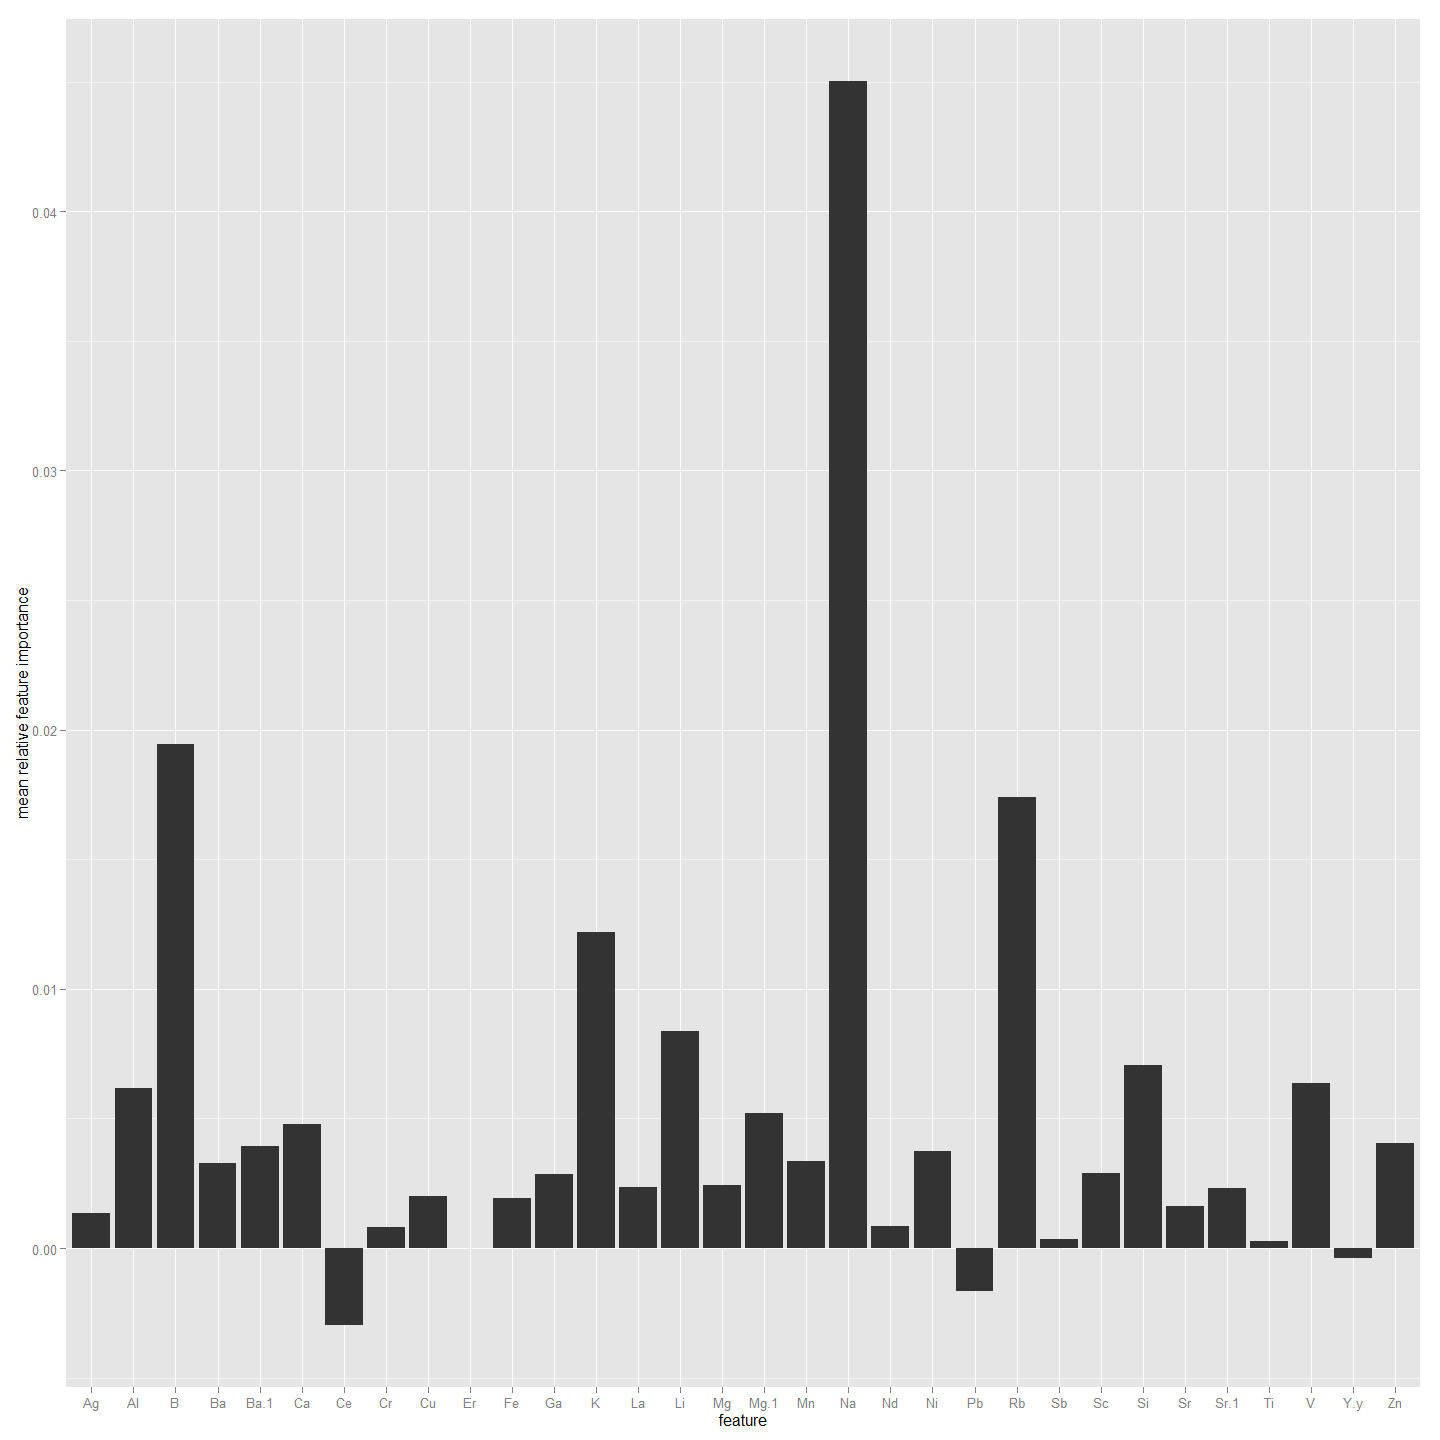 mean relative feature importance
0.04
0.03
0.02
0.01
0.00
Ag Al B Ba Ba.1 Ca Ce Cr Cu Er Fe Ga K La Li Mg Mg.1 Mn Na Nd Ni Pb Rb Sb Sc Si Sr Sr.1 Ti V Y.y Zn
feature